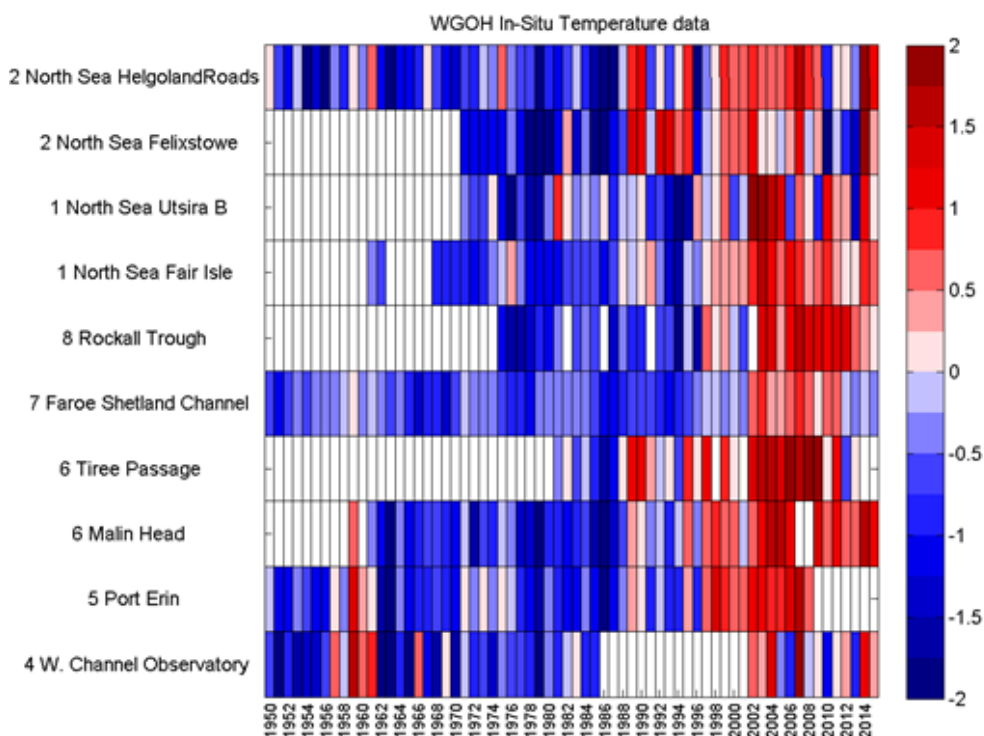 WGOH In-Situ Temperature data
2 North Sea HelgolandRoads
2 North Sea Felixstowe
1 North Sea Utsira B
1 North Sea Fair Isle
8 Rockall Trough
7 Faroe Shetland Channel
6 Tiree Passage
6 Malin Head
5 Port Erin
4 W. Channel Observatory
1950 1952 1954 1956 1958 1960 1962 1964 1966 1968 1970 1972 1974 1976 1978 1980 1982 1984 1986 1988 1990 1992 1994 1996 1998 2000 2002 2004 2006 2008 2010 2012 2014
2
1.5
1
0.5
0
-0.5
-1
-1.5
-2